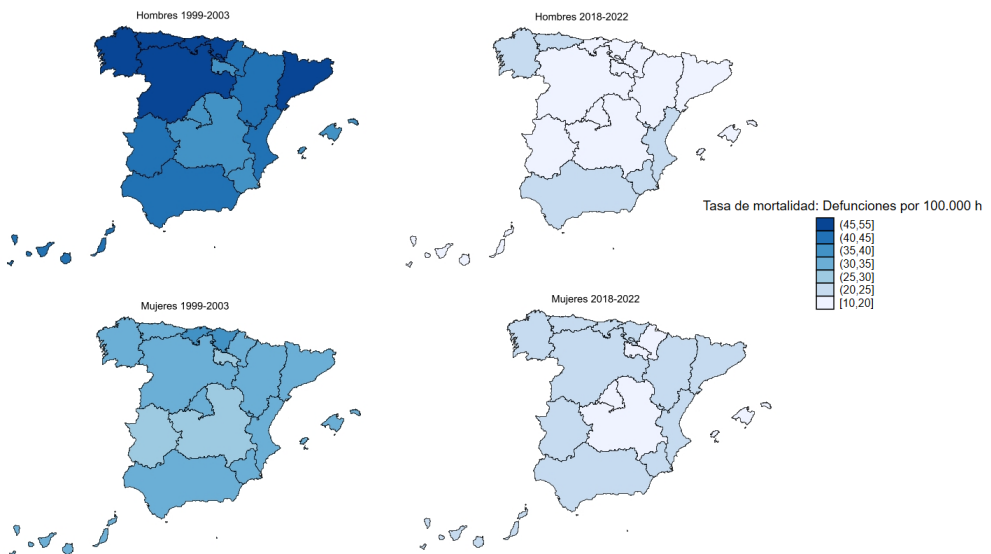 Hombres 1999-2003
Hombres 2018-2022
Tasa de mortalidad: Defunciones por 100.000 h
(45,55]
(40,45]
(35,40]
(30,35]
(25,30]
(20,25]
[10,20]
Mujeres 1999-2003
Mujeres 2018-2022